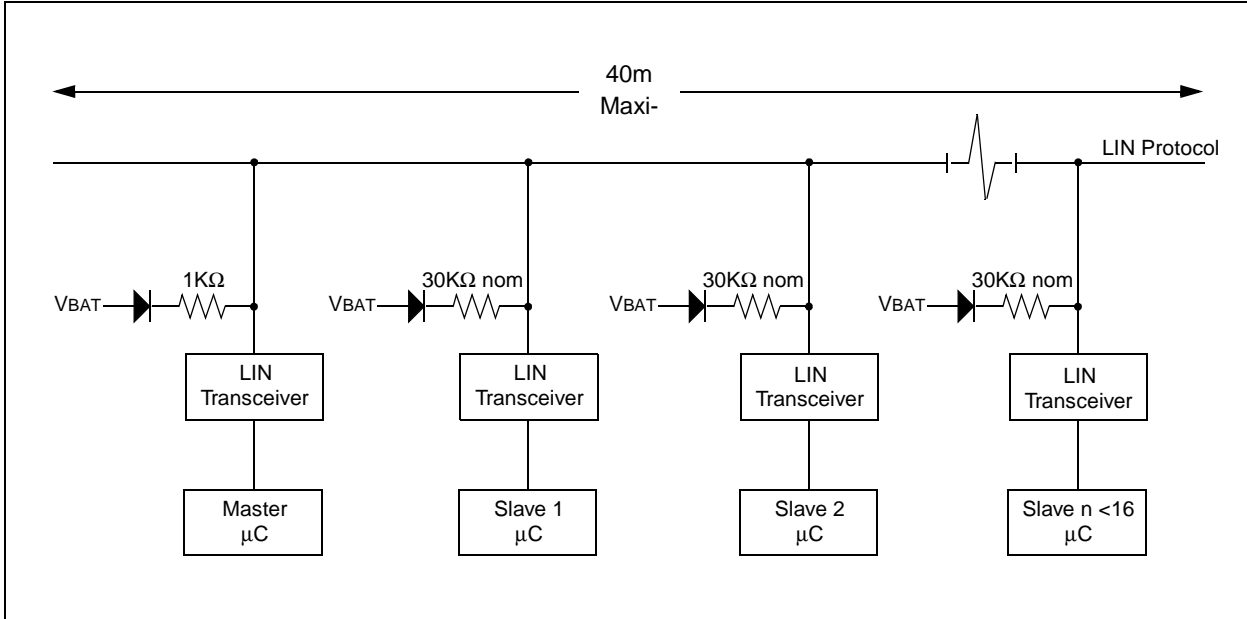 40m
Maxi-
LIN Protocol
1KΩ
30KΩ nom
30KΩ nom
30KΩ nom
VBAT
VBAT
VBAT
VBAT
LIN
Transceiver
LIN
Transceiver
LIN
Transceiver
LIN
Transceiver
Master
μC
Slave 1
μC
Slave 2
μC
Slave n <16
μC